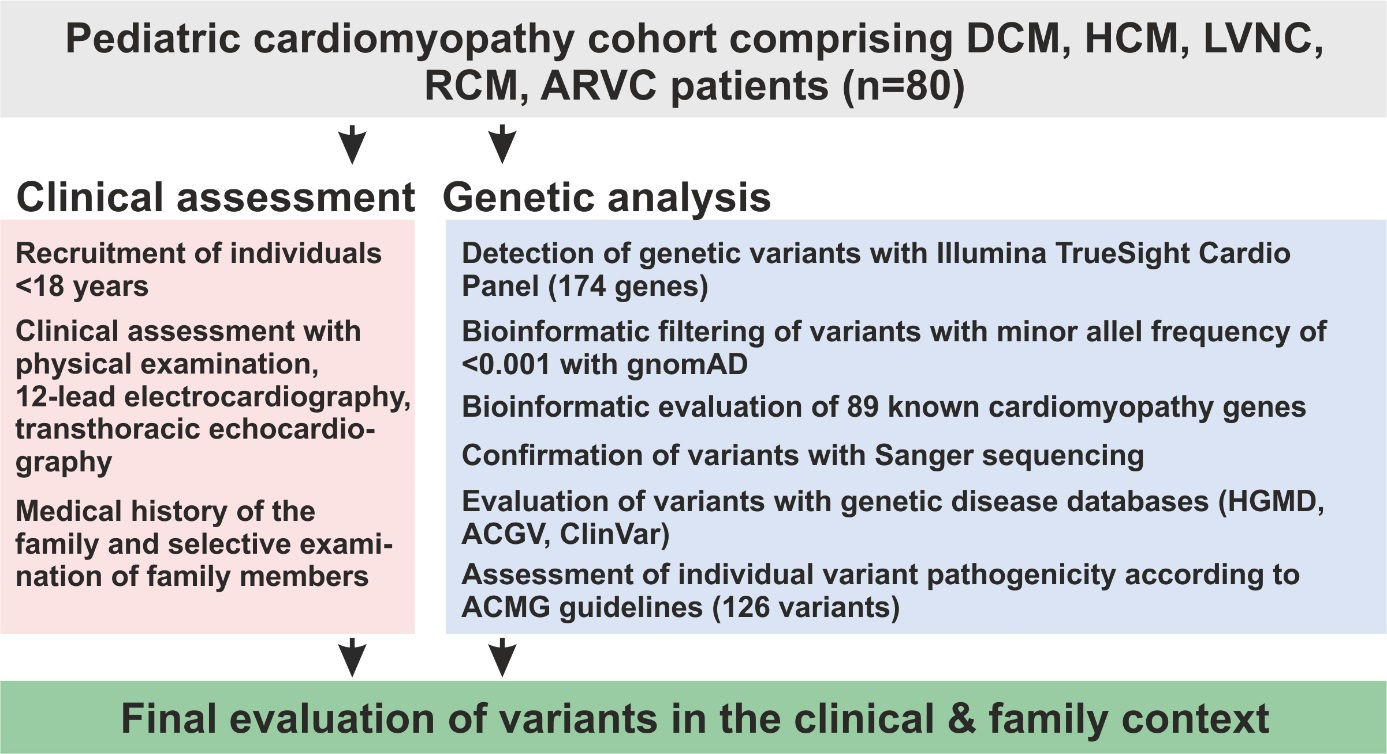 Pediatric cardiomyopathy cohort comprising DCM, HCM, LVNC,
RCM, ARVC patients (n=80)
Clinical assessment
Recruitment of individuals
<18 years
Clinical assessment with
physical examination,
12-lead electrocardiography,
transthoracic echocardio-
graphy
Medical history of the
family and selective exami-
nation of family members
Genetic analysis
Detection of genetic variants with Illumina TrueSight Cardio
Panel (174 genes)
Bioinformatic filtering of variants with minor allel frequency of
<0.001 with gnomAD
Bioinformatic evaluation of 89 known cardiomyopathy genes
Confirmation of variants with Sanger sequencing
Evaluation of variants with genetic disease databases (HGMD,
ACGV, ClinVar)
Assessment of individual variant pathogenicity according to
ACMG guidelines (126 variants)
Final evaluation of variants in the clinical & family context